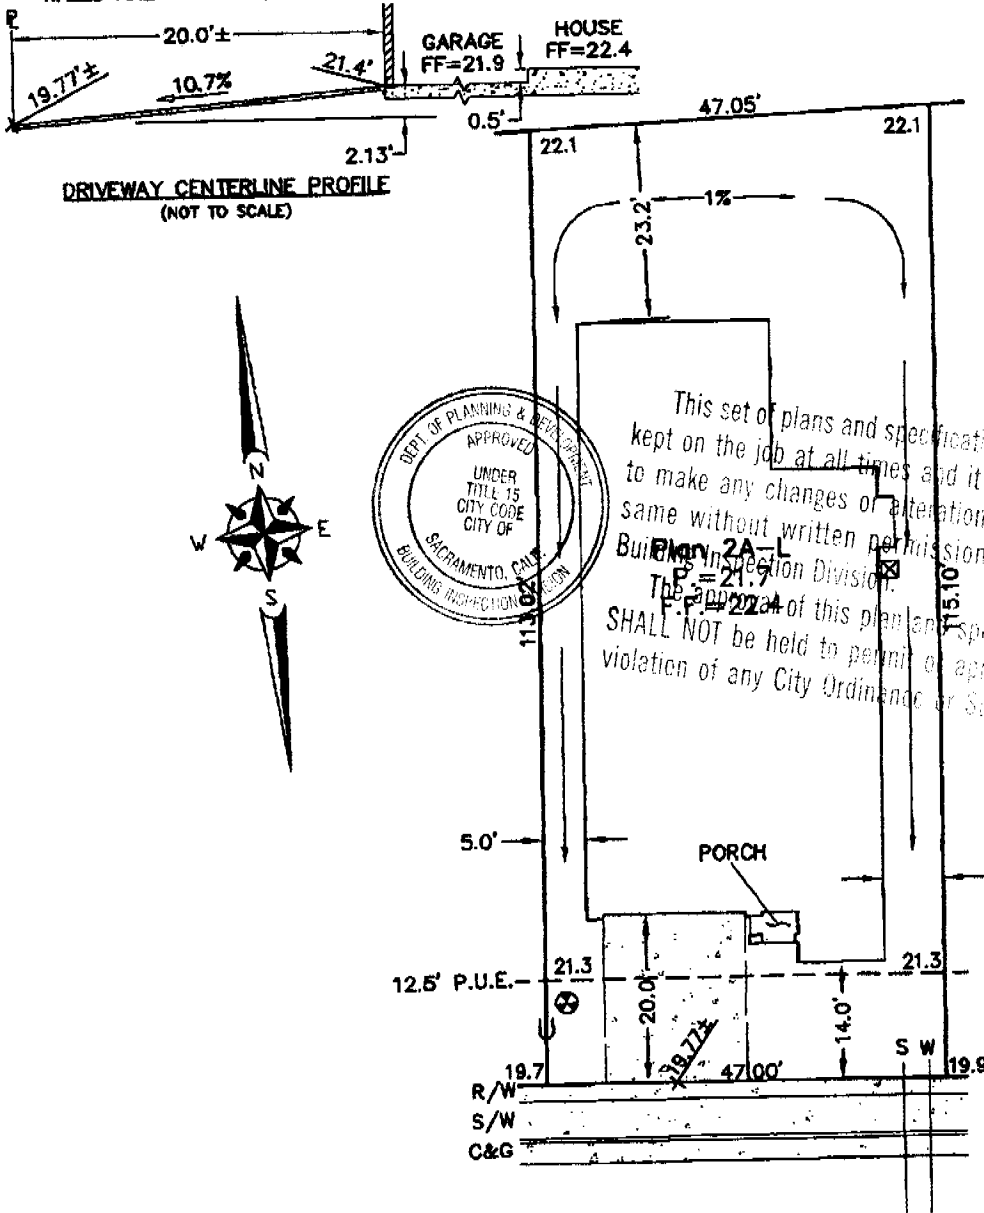 ℄
20.0'±
19.77'±
10.7%
21.4'
GARAGE
FF=21.9
HOUSE
FF=22.4
0.5'
2.13'
DRIVEWAY CENTERLINE PROFILE
(NOT TO SCALE)
47.05'
22.1
22.1
23.2'
1%
N
W
E
S
DEPT. OF PLANNING & DEVELOPMENT
APPROVED
UNDER
TITLE 15
CITY CODE
CITY OF
SACRAMENTO, CALIF.
BUILDING INSPECTION DIVISION
This set of plans and specificati
kept on the job at all times and it
to make any changes or alteration
same without written permission
Building Inspection Division.
The approval of this plan and spe
SHALL NOT be held to permit or app
violation of any City Ordinance or S
Plan 2A-L
P.=21.7
F.F.=22.4
113.02'
115.10'
5.0'
PORCH
12.5' P.U.E.
21.3
21.3
20.0'
19.77±
14.0'
S W
19.7
47.00'
19.9
R/W
S/W
C&G